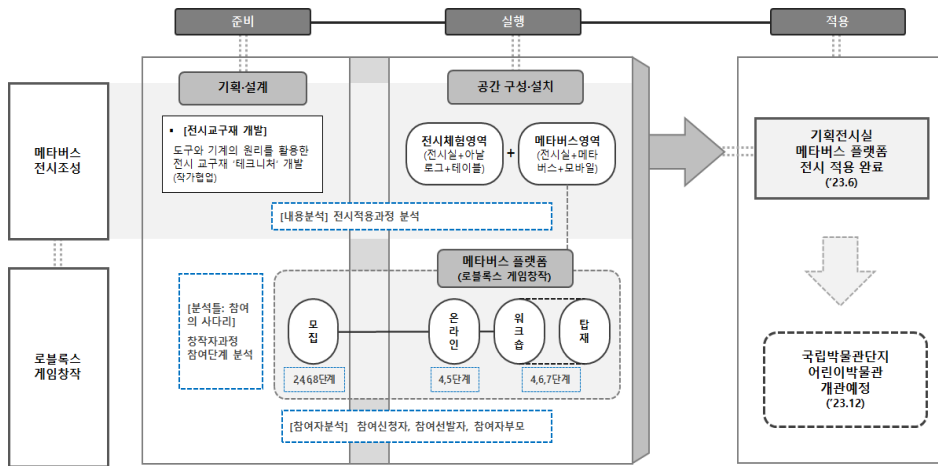 준비
실행
적용
기획·설계
공간 구성·설치
메타버스
전시조성
▪ [전시교구재 개발]
도구와 기계의 원리를 활용한
전시 교구재 '테크니처' 개발
(작가협업)
전시체험영역
(전시실+아날
로그+테이블)
+
메타버스영역
(전시실+메타
버스+모바일)
기획전시실
메타버스 플랫폼
전시 적용 완료
('23.6)
[내용분석] 전시적용과정 분석
메타버스 플랫폼
(로블록스 게임창작)
로블록스
게임창작
[분석틀: 참여
의 사다리]
창작자과정
참여단계 분석
모
집
온
라
인
워
크
숍
탑
재
2,4,6,8단계
4,5단계
4,6,7단계
[참여자분석] 참여신청자, 참여선발자, 참여자부모
국립박물관단지
어린이박물관
개관예정
('23.12)